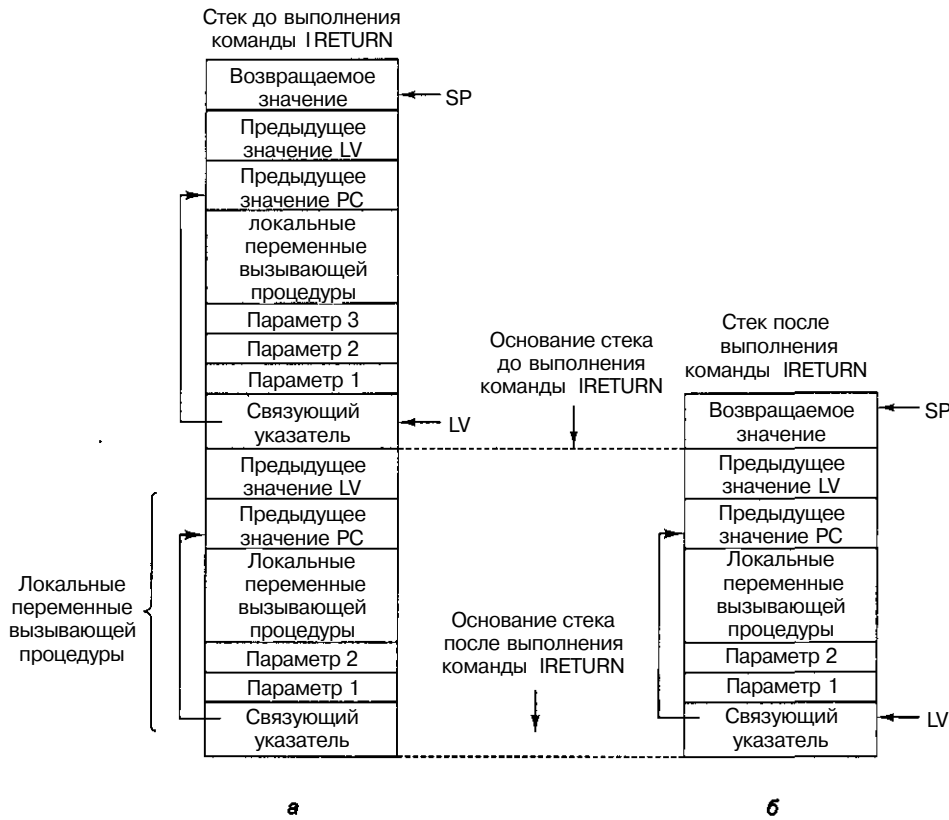 Стек до выполнения
команды IRETURN
Возвращаемое
значение
SP
Предыдущее
значение LV
Предыдущее
значение PC
локальные
переменные
вызывающей
процедуры
Параметр 3
Параметр 2
Параметр 1
Связующий
указатель
LV
Предыдущее
значение LV
Предыдущее
значение PC
Локальные
переменные
вызывающей
процедуры
Параметр 2
Параметр 1
Связующий
указатель
Локальные
переменные
вызывающей
процедуры
а
Основание стека
до выполнения
команды IRETURN
Основание стека
после выполнения
команды IRETURN
Стек после
выполнения
команды IRETURN
Возвращаемое
значение
SP
Предыдущее
значение LV
Предыдущее
значение PC
Локальные
переменные
вызывающей
процедуры
Параметр 2
Параметр 1
Связующий
указатель
LV
б